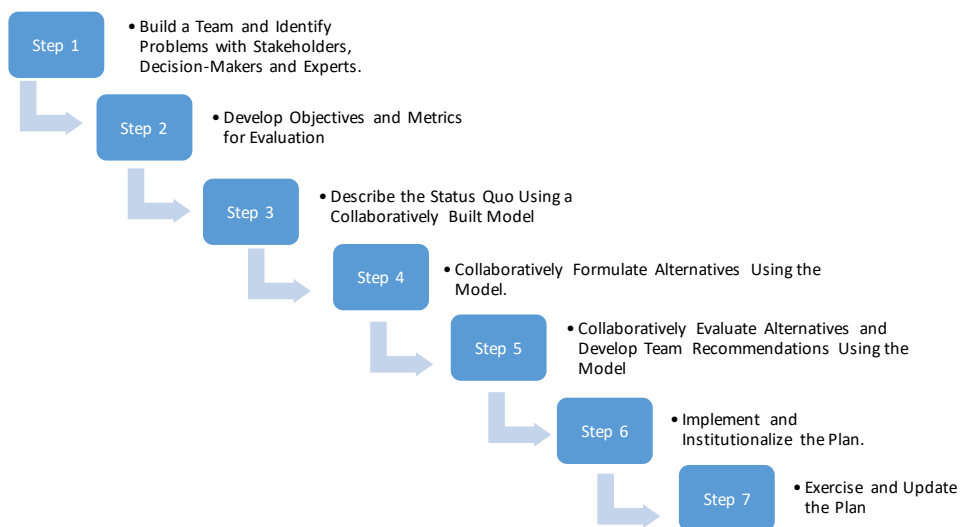 Step 1
• Build a Team and Identify
Problems with Stakeholders,
Decision-Makers and Experts.
Step 2
• Develop Objectives and Metrics
for Evaluation
Step 3
• Describe the Status Quo Using a
Collaboratively Built Model
Step 4
• Collaboratively Formulate Alternatives Using the
Model.
Step 5
• Collaboratively Evaluate Alternatives and
Develop Team Recommendations Using the
Model
Step 6
• Implement and
Institutionalize the Plan.
Step 7
• Exercise and Update
the Plan